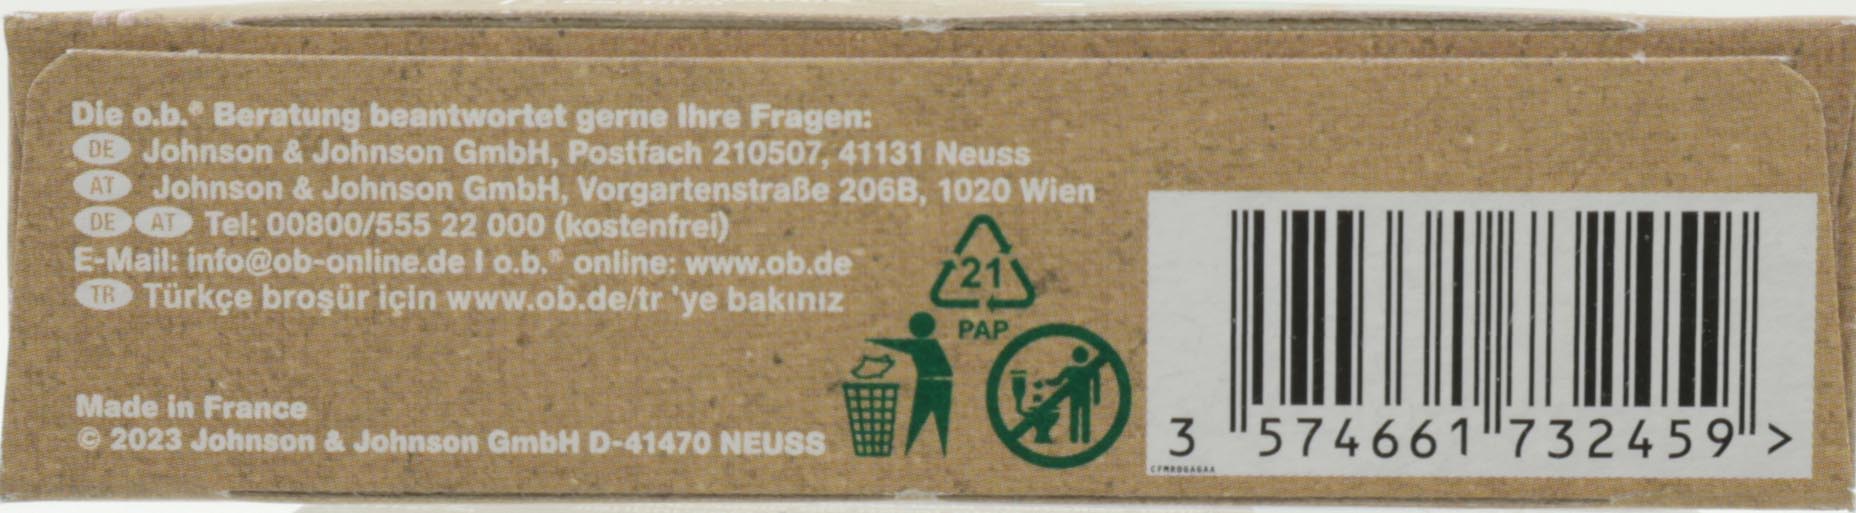 Die o.b.® Beratung beantwortet gerne Ihre Fragen:
DE Johnson & Johnson GmbH, Postfach 210507, 41131 Neuss
AT Johnson & Johnson GmbH, Vorgartenstraße 206B, 1020 Wien
DE AT Tel: 00800/555 22 000 (kostenfrei)
E-Mail: info@ob-online.de I o.b.® online: www.ob.de
TR Türkçe broşür için www.ob.de/tr 'ye bakınız
21
PAP
Made in France
© 2023 Johnson & Johnson GmbH D-41470 NEUSS
3 574661 732459 >